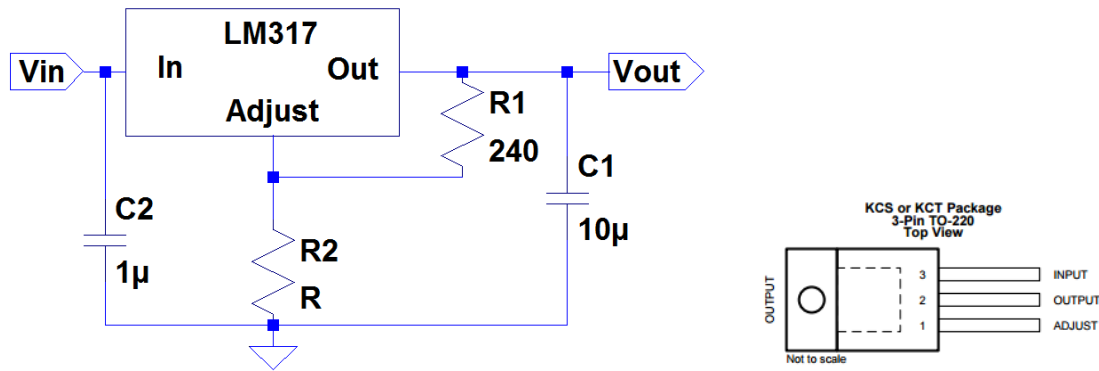 LM317
Vin
In
Out
Vout
Adjust
R1
240
C1
10µ
C2
1µ
R2
R
KCS or KCT Package
3-Pin TO-220
Top View
OUTPUT
3
INPUT
2
OUTPUT
1
ADJUST
Not to scale